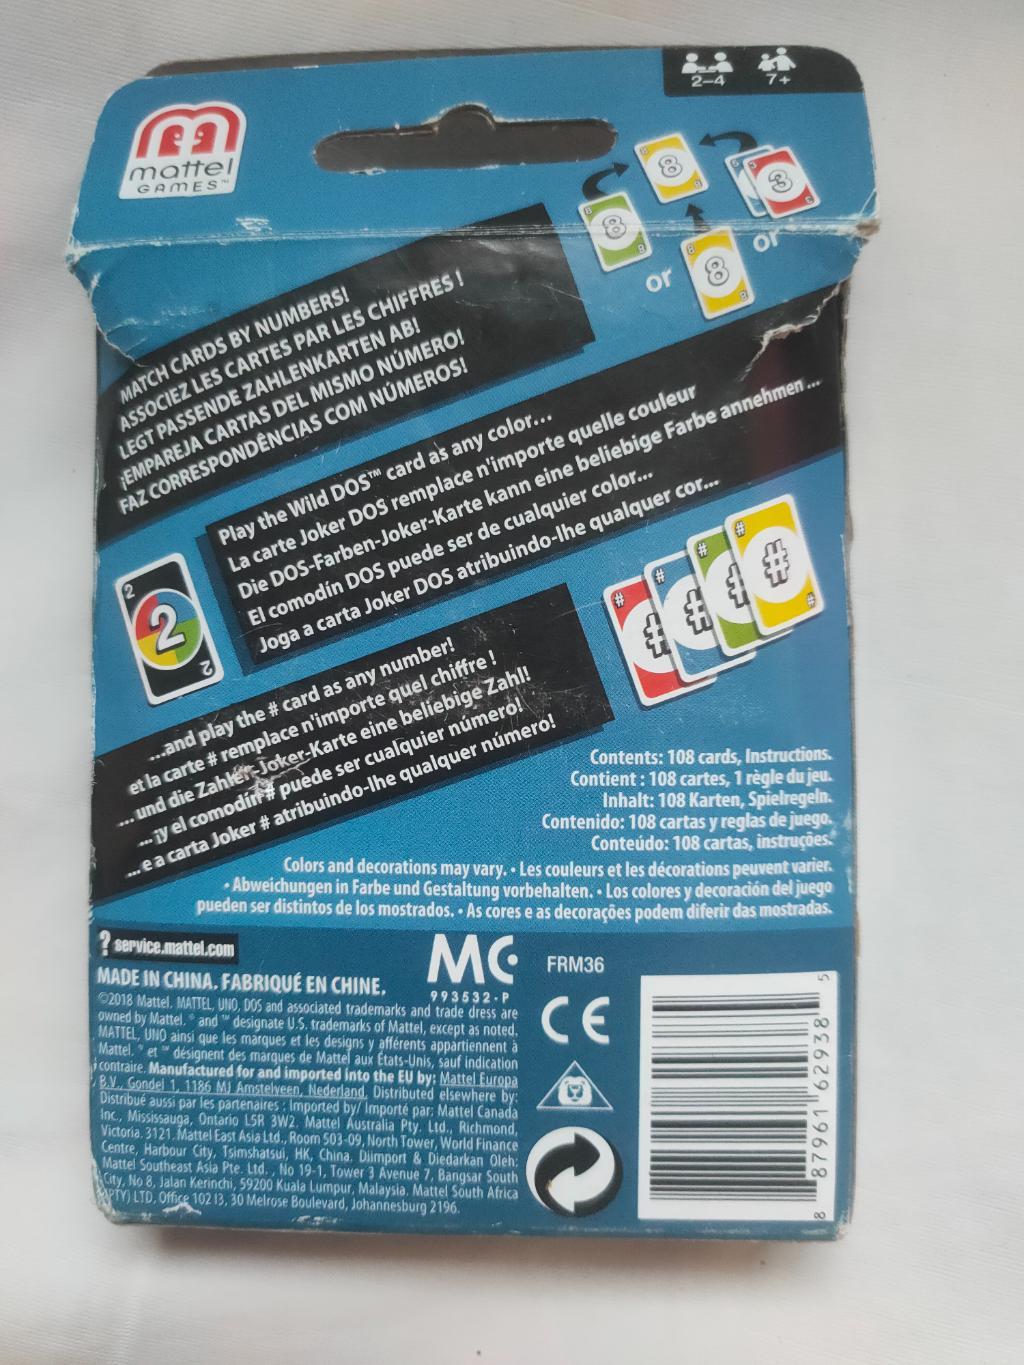 2–4
7+
mattel
GAMES™
8
8
3
8
or
or
MATCH CARDS BY NUMBERS!
ASSOCIEZ LES CARTES PAR LES CHIFFRES !
LEGT PASSENDE ZAHLENKARTEN AB!
¡EMPAREJA CARTAS DEL MISMO NÚMERO!
FAZ CORRESPONDÊNCIAS COM NÚMEROS!
Play the Wild DOS™ card as any color...
La carte Joker DOS remplace n'importe quelle couleur
Die DOS-Farben-Joker-Karte kann eine beliebige Farbe annehmen ...
El comodín DOS puede ser de cualquier color...
Joga a carta Joker DOS atribuindo-lhe qualquer cor...
2
2
2
# # # #
...and play the # card as any number!
et la carte # remplace n'importe quel chiffre !
... und die Zahlen-Joker-Karte eine beliebige Zahl!
... ¡y el comodín # puede ser cualquier número!
... e a carta Joker # atribuindo-lhe qualquer número!
Contents: 108 cards, Instructions.
Contient : 108 cartes, 1 règle du jeu.
Inhalt: 108 Karten, Spielregeln.
Contenido: 108 cartas y reglas de juego.
Conteúdo: 108 cartas, instruções.
Colors and decorations may vary. • Les couleurs et les décorations peuvent varier.
• Abweichungen in Farbe und Gestaltung vorbehalten. • Los colores y decoración del juego
pueden ser distintos de los mostrados. • As cores e as decorações podem diferir das mostradas.
? service.mattel.com
MC
993532-P
FRM36
MADE IN CHINA. FABRIQUÉ EN CHINE.
©2018 Mattel. MATTEL, UNO, DOS and associated trademarks and trade dress are
owned by Mattel. ® and ™ designate U.S. trademarks of Mattel, except as noted.
MATTEL, UNO ainsi que les marques et les designs y afférents appartiennent à
Mattel. ® et ™ désignent des marques de Mattel aux États-Unis, sauf indication
contraire. Manufactured for and imported into the EU by: Mattel Europa
B.V., Gondel 1, 1186 MJ Amstelveen, Nederland. Distributed elsewhere by:
Distribué aussi par les partenaires : Imported by/ Importé par: Mattel Canada
Inc., Mississauga, Ontario L5R 3W2. Mattel Australia Pty. Ltd., Richmond,
Victoria. 3121. Mattel East Asia Ltd., Room 503-09, North Tower, World Finance
Centre, Harbour City, Tsimshatsui, HK, China. Diimport & Diedarkan Oleh:
Mattel Southeast Asia Pte. Ltd. , No 19-1, Tower 3 Avenue 7, Bangsar South
City, No 8, Jalan Kerinchi, 59200 Kuala Lumpur, Malaysia. Mattel South Africa
(PTY) LTD, Office 102 I3, 30 Melrose Boulevard, Johannesburg 2196.
CE
8 87961 62938 5